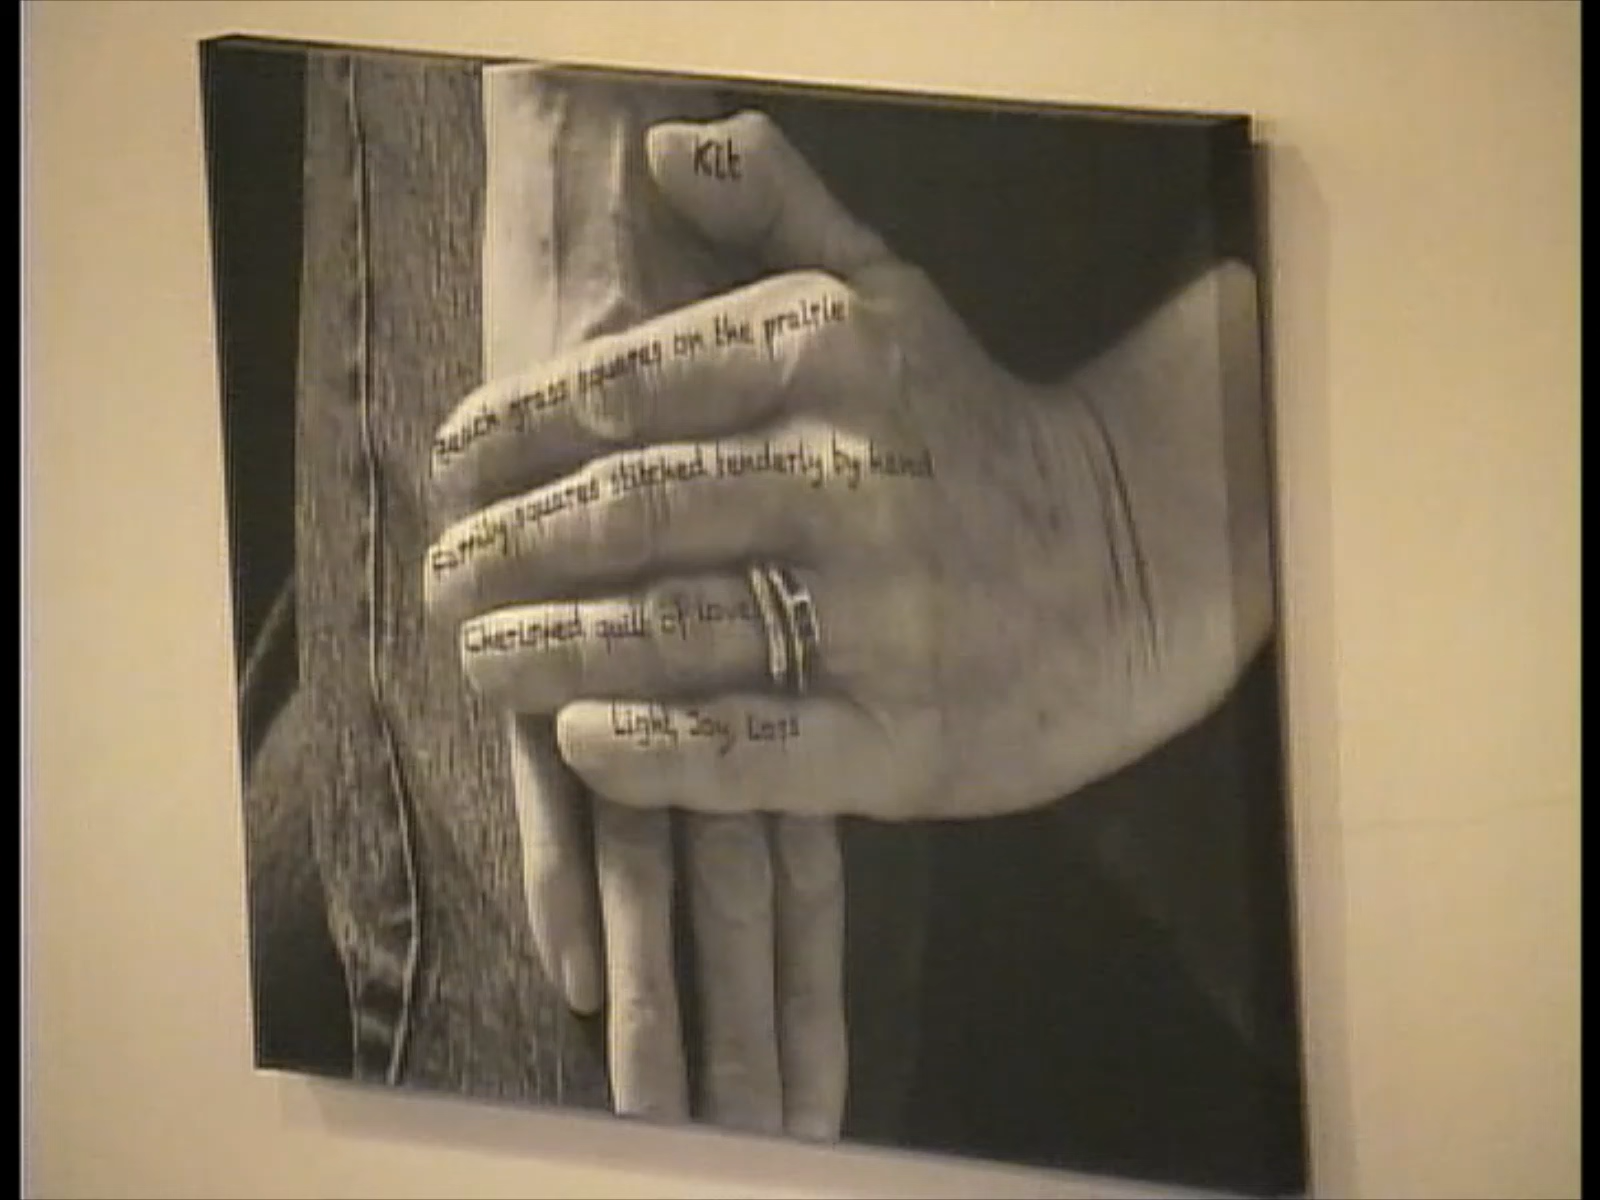 Kit
grass squares on the prairie
Family squares stitched tenderly by hand
Cherished quilt of love
Light, Joy, Loss